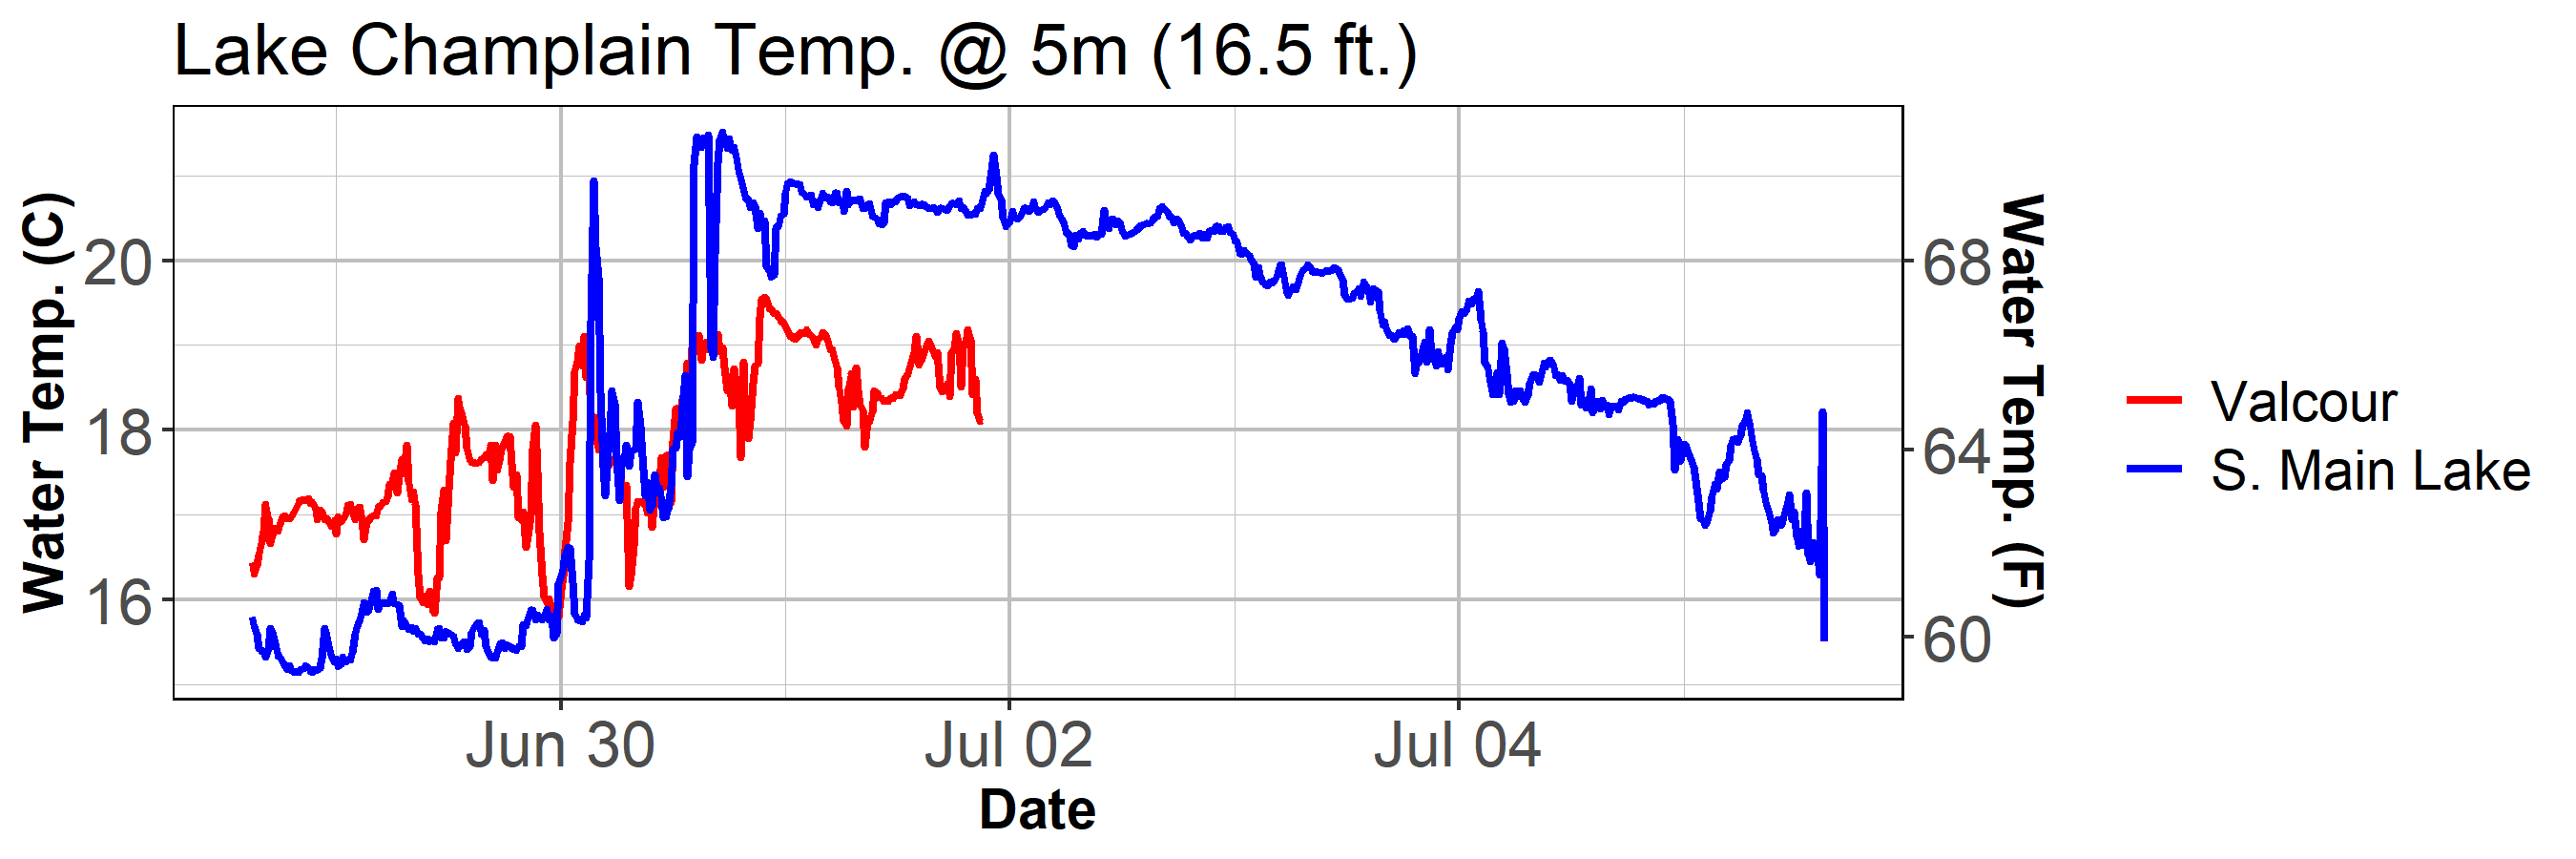 Lake Champlain Temp. @ 5m (16.5 ft.)
Water Temp. (C)
20
18
16
68
64
60
Water Temp. (F)
Jun 30
Jul 02
Jul 04
Date
Valcour
S. Main Lake